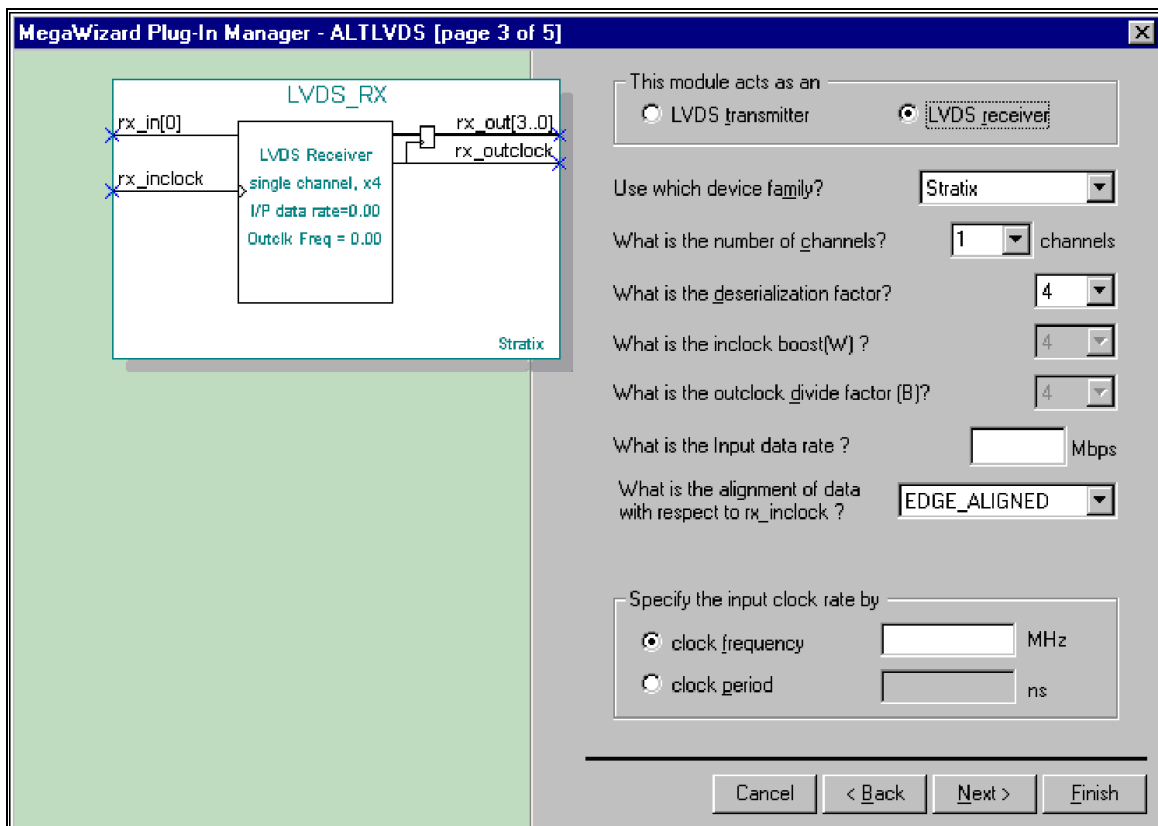 MegaWizard Plug-In Manager - ALTLVDS [page 3 of 5]
LVDS_RX
rx_in[0]
rx_out[3..0]
rx_outclock
rx_inclock
LVDS Receiver
single channel, x4
I/P data rate=0.00
Outclk Freq = 0.00
Stratix
This module acts as an
LVDS transmitter
LVDS receiver
Use which device family?
Stratix
What is the number of channels?
1
channels
What is the deserialization factor?
4
What is the inclock boost(W) ?
4
What is the outclock divide factor (B)?
4
What is the Input data rate ?
Mbps
What is the alignment of data
with respect to rx_inclock ?
EDGE_ALIGNED
Specify the input clock rate by
clock frequency
MHz
clock period
ns
Cancel
< Back
Next >
Finish